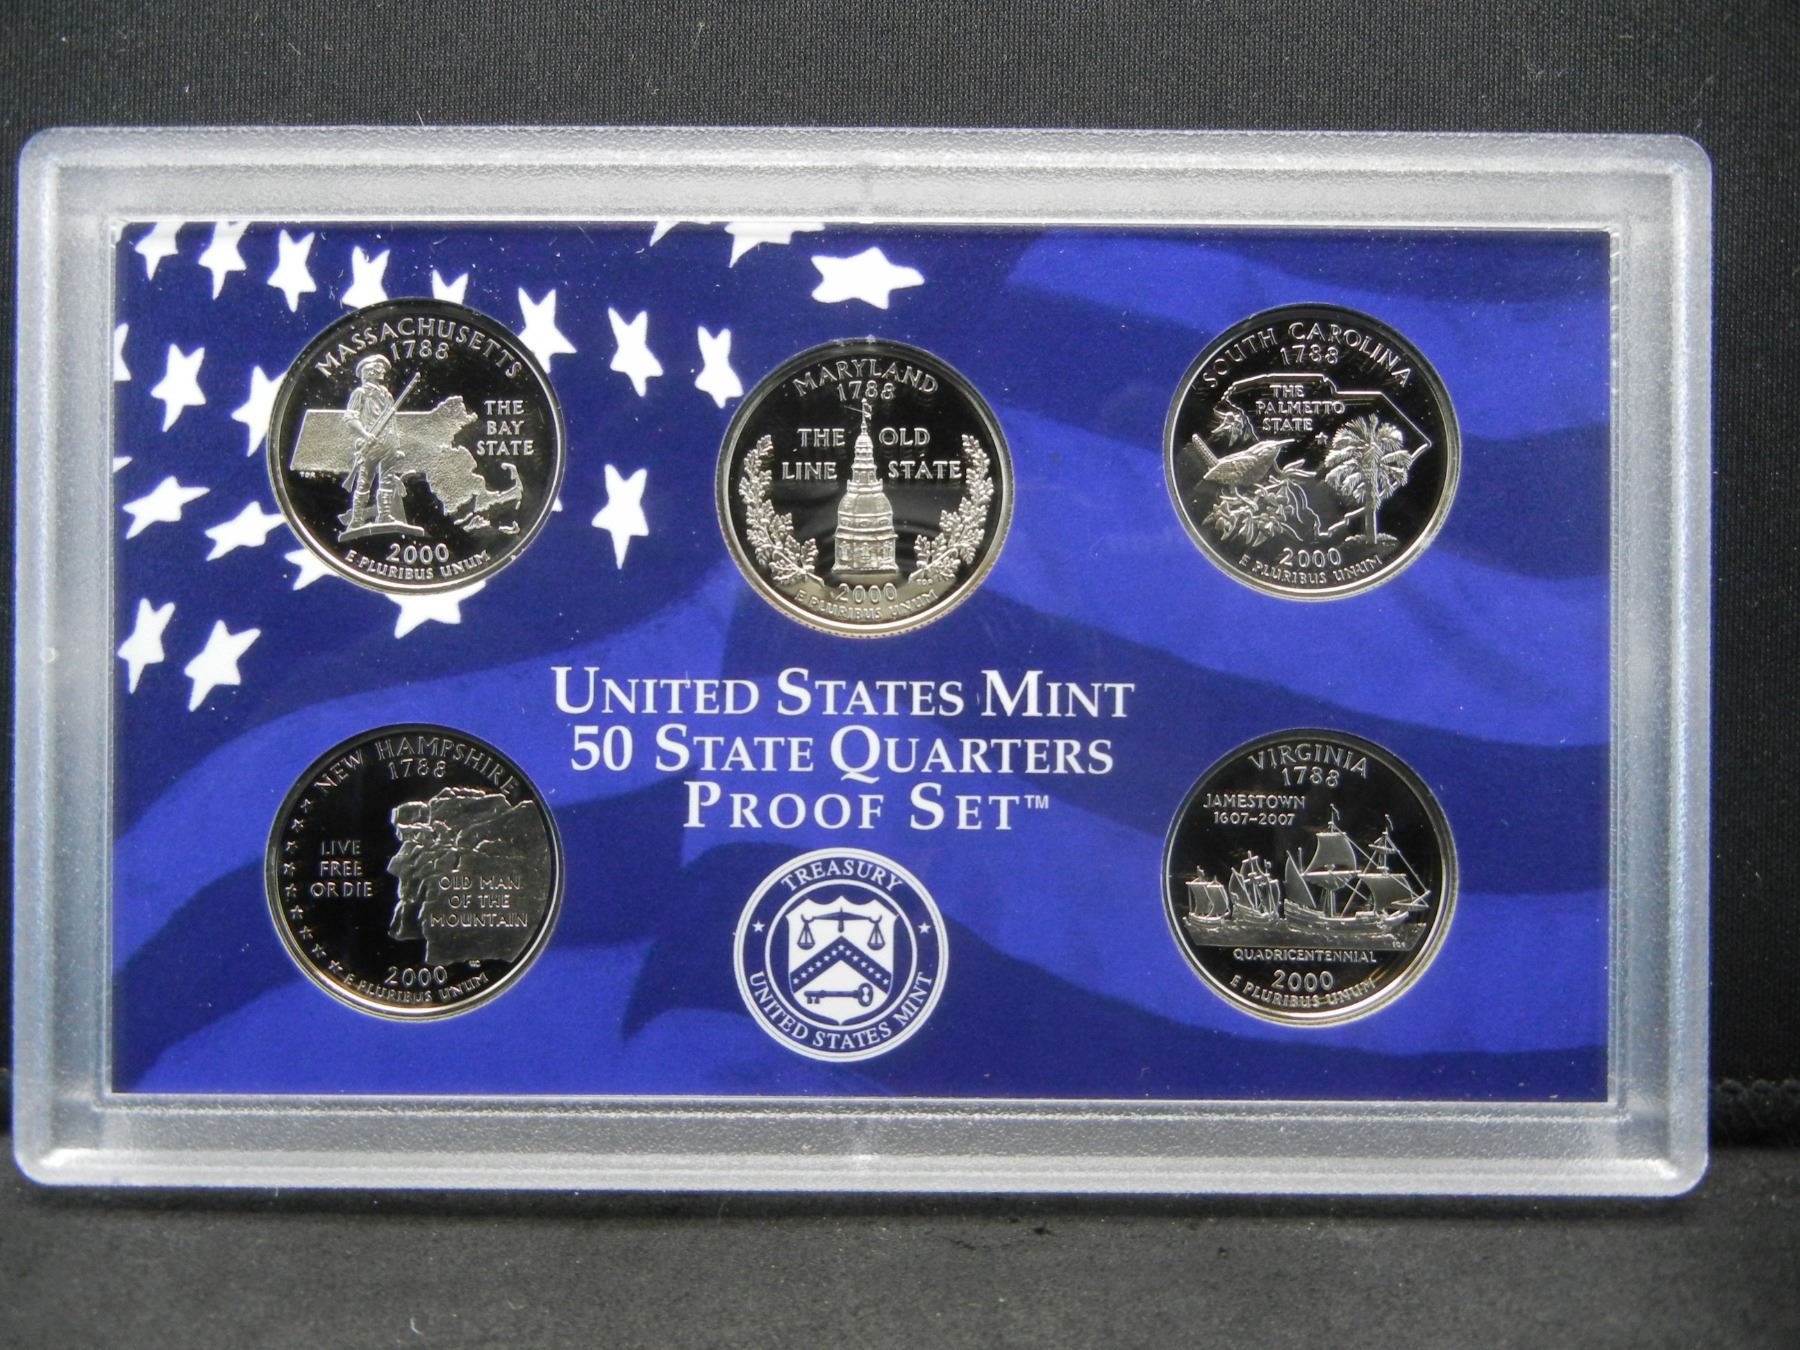 MASSACHUSETTS
1788
THE
BAY
STATE
2000
E PLURIBUS UNUM
MARYLAND
1788
THE OLD
LINE STATE
2000
E PLURIBUS UNUM
SOUTH CAROLINA
1788
THE
PALMETTO
STATE
2000
E PLURIBUS UNUM
UNITED STATES MINT
50 STATE QUARTERS
PROOF SET™
NEW HAMPSHIRE
1788
LIVE
FREE
OR DIE
OLD MAN
OF THE
MOUNTAIN
2000
E PLURIBUS UNUM
TREASURY
UNITED STATES MINT
VIRGINIA
1788
JAMESTOWN
1607-2007
QUADRICENTENNIAL
2000
E PLURIBUS UNUM